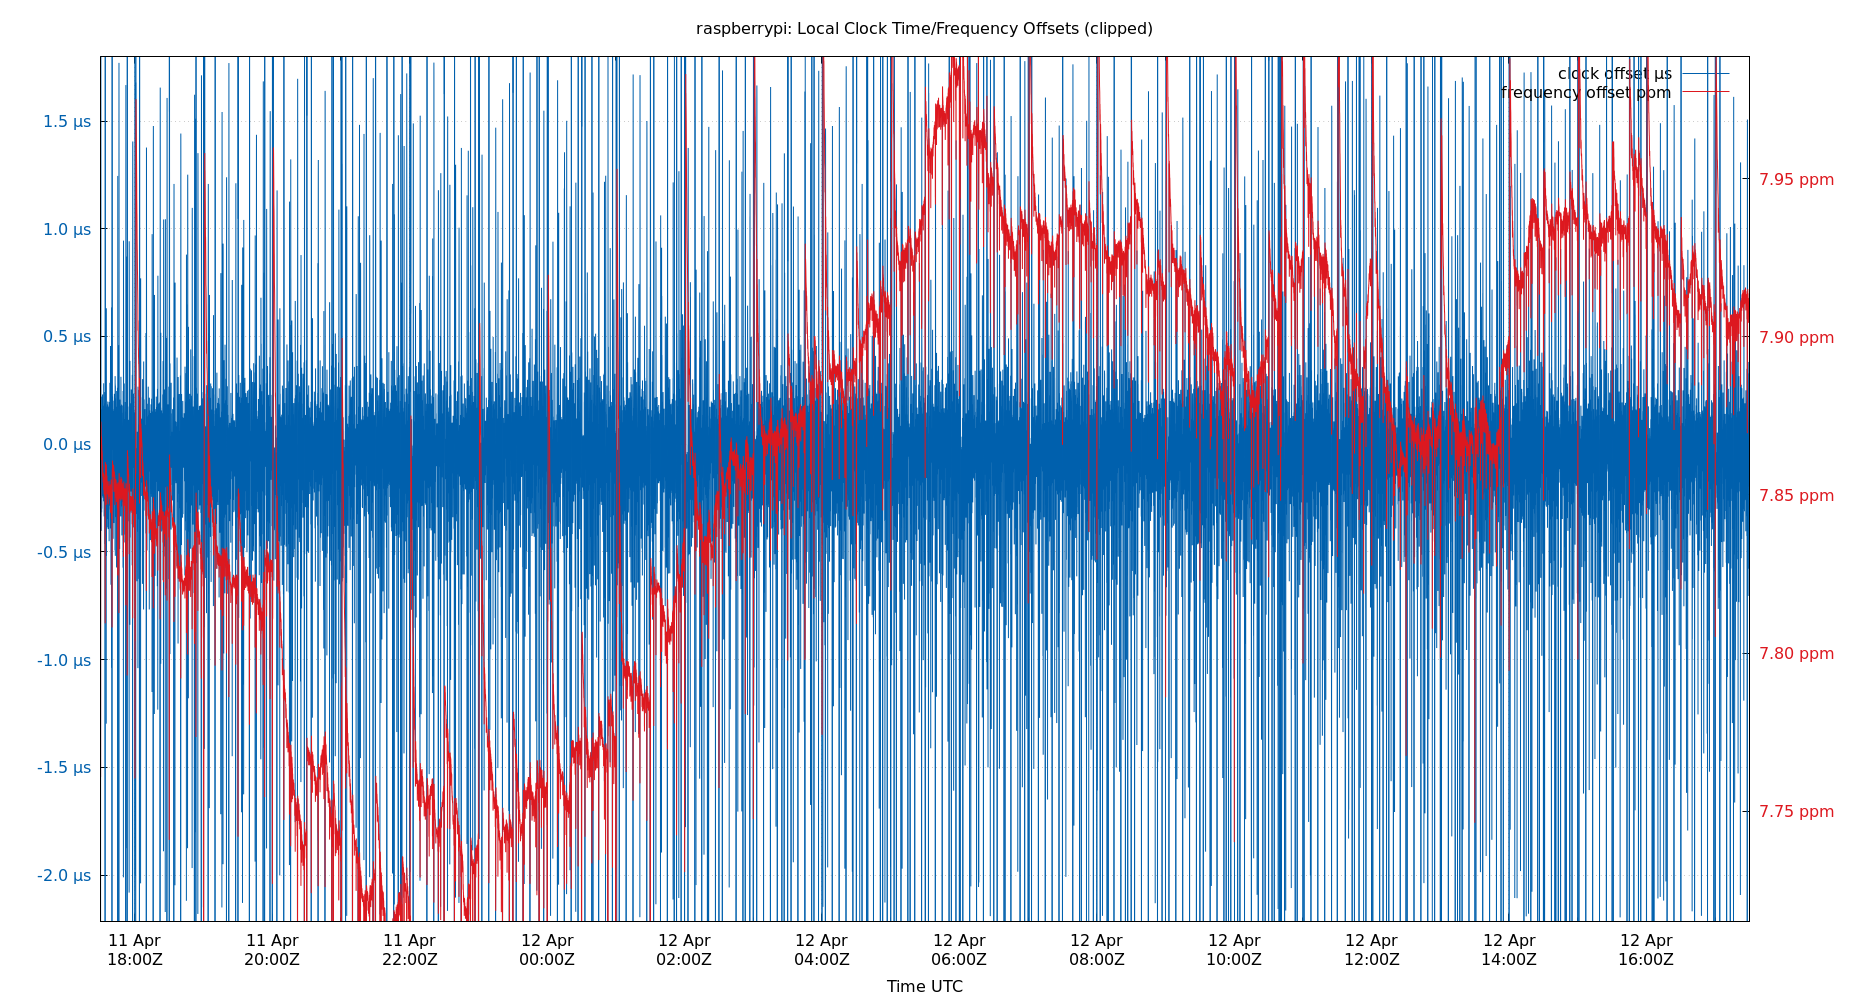 raspberrypi: Local Clock Time/Frequency Offsets (clipped)
clock offset µs
frequency offset ppm
1.5 µs
1.0 µs
0.5 µs
0.0 µs
-0.5 µs
-1.0 µs
-1.5 µs
-2.0 µs
7.95 ppm
7.90 ppm
7.85 ppm
7.80 ppm
7.75 ppm
11 Apr 11 Apr 11 Apr 12 Apr 12 Apr 12 Apr 12 Apr 12 Apr 12 Apr 12 Apr 12 Apr 12 Apr
18:00Z 20:00Z 22:00Z 00:00Z 02:00Z 04:00Z 06:00Z 08:00Z 10:00Z 12:00Z 14:00Z 16:00Z
Time UTC